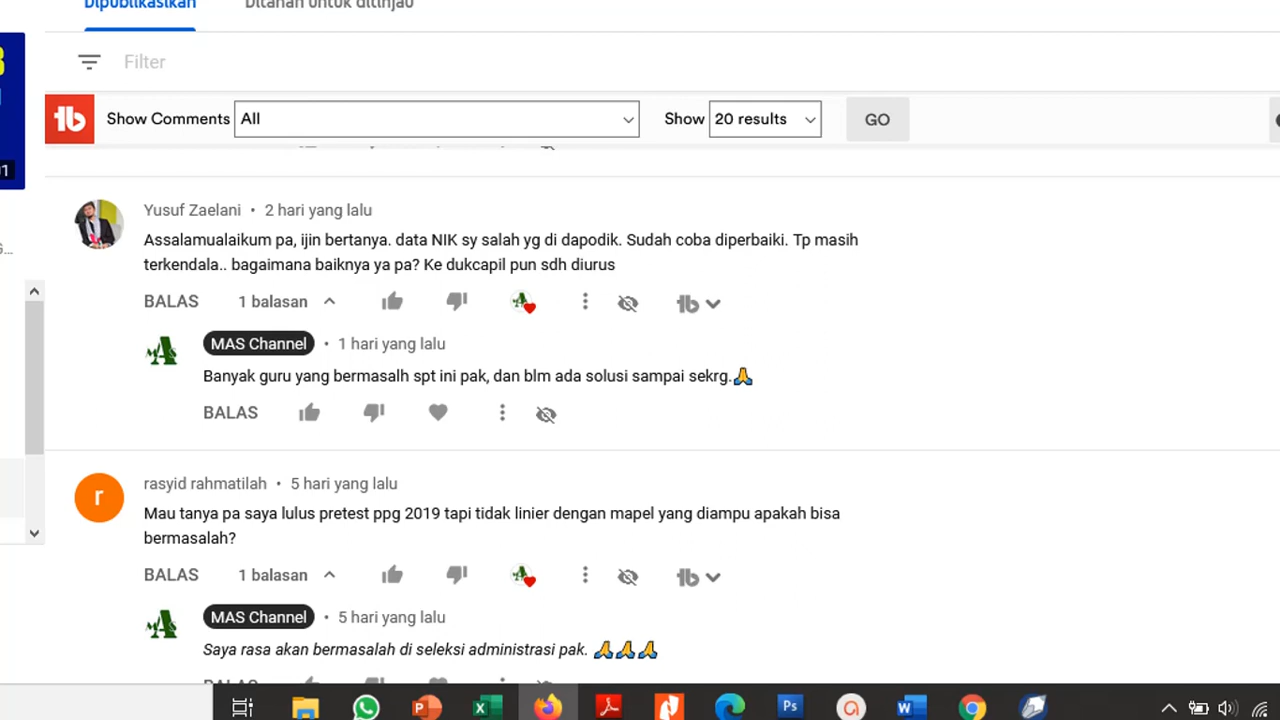 Dipublikasikan Ditahan untuk ditinjau
Filter
Show Comments All Show 20 results GO
Yusuf Zaelani • 2 hari yang lalu
Assalamualaikum pa, ijin bertanya. data NIK sy salah yg di dapodik. Sudah coba diperbaiki. Tp masih
terkendala.. bagaimana baiknya ya pa? Ke dukcapil pun sdh diurus
BALAS 1 balasan
MAS Channel • 1 hari yang lalu
Banyak guru yang bermasalh spt ini pak, dan blm ada solusi sampai sekrg.🙏
BALAS
rasyid rahmatilah • 5 hari yang lalu
r
Mau tanya pa saya lulus pretest ppg 2019 tapi tidak linier dengan mapel yang diampu apakah bisa
bermasalah?
BALAS 1 balasan
MAS Channel • 5 hari yang lalu
Saya rasa akan bermasalah di seleksi administrasi pak. 🙏🙏🙏